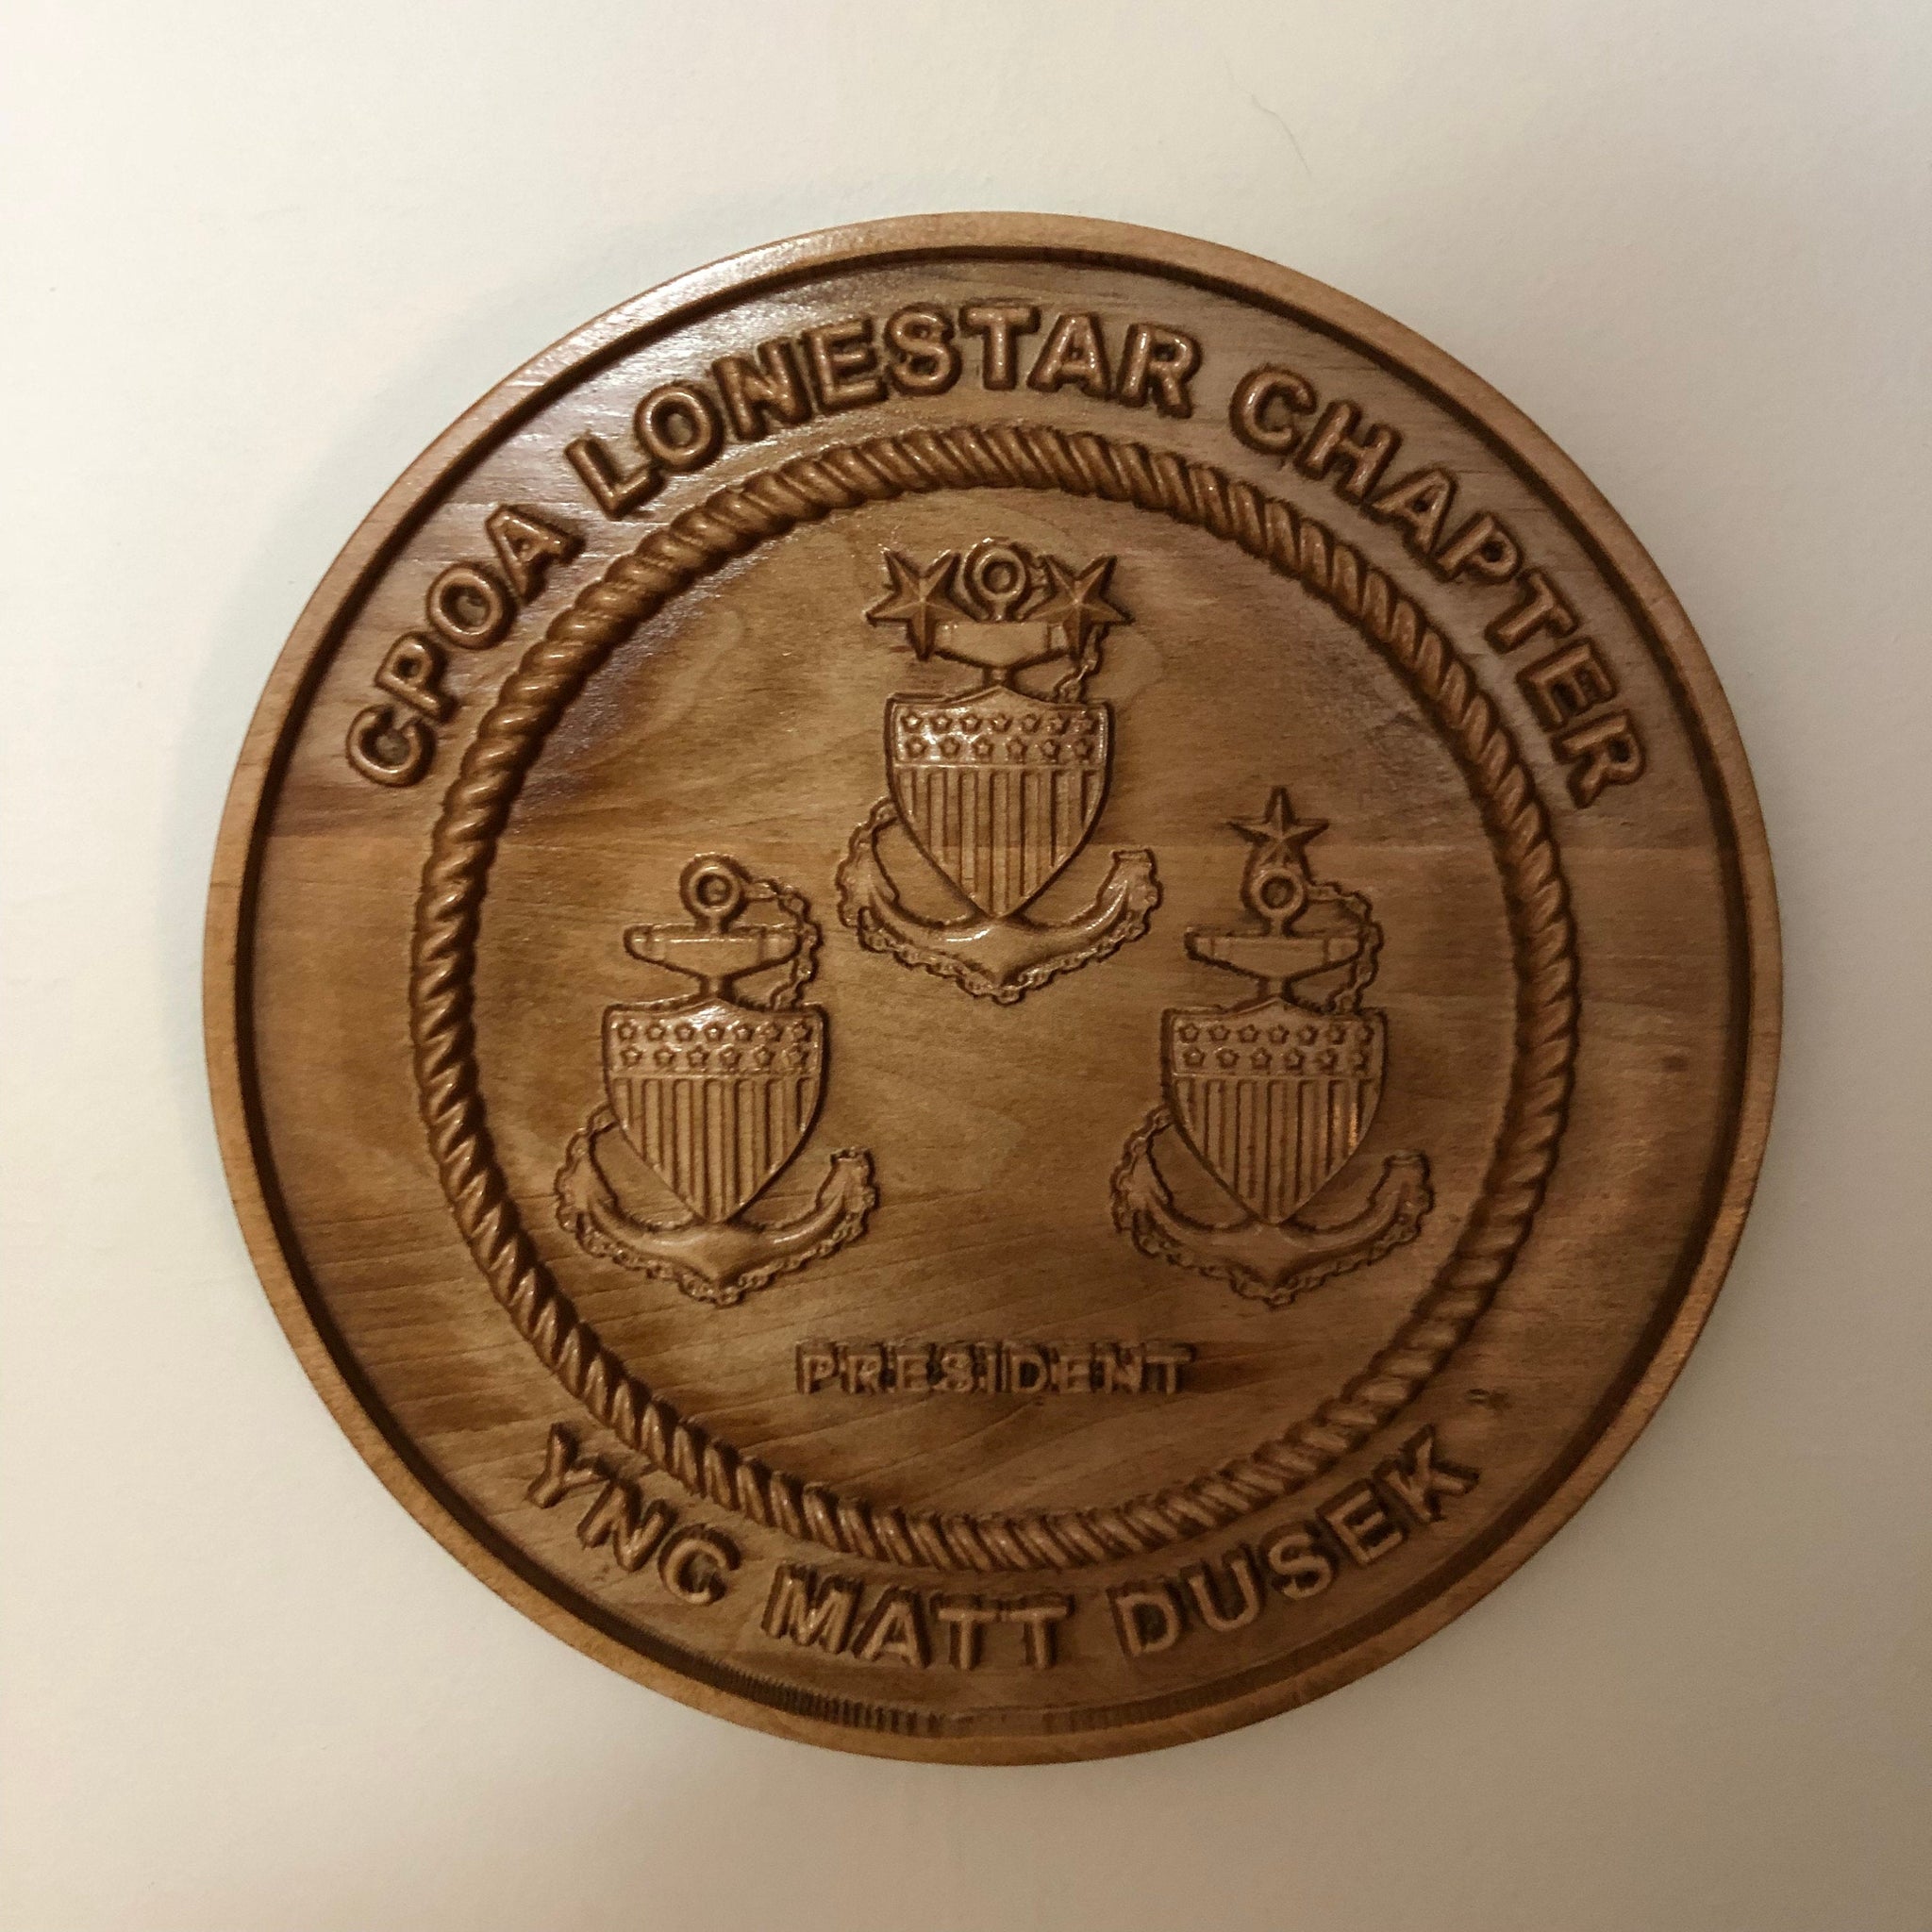 CPOA LONESTAR CHAPTER
PRESIDENT
YNC MATT DUSEK